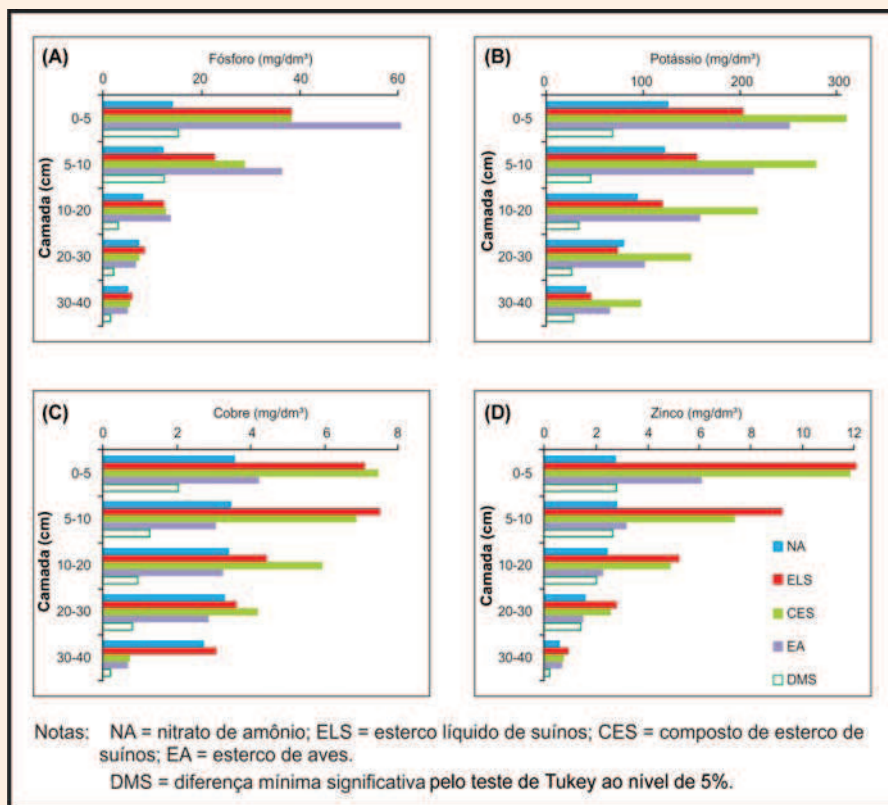 (A)
Fósforo (mg/dm³)
0 20 40 60
Camada (cm)
0-5
5-10
10-20
20-30
30-40
(B)
Potássio (mg/dm³)
0 100 200 300
Camada (cm)
0-5
5-10
10-20
20-30
30-40
(C)
Cobre (mg/dm³)
0 2 4 6 8
Camada (cm)
0-5
5-10
10-20
20-30
30-40
(D)
Zinco (mg/dm³)
0 2 4 6 8 10 12
Camada (cm)
0-5
5-10
10-20
20-30
30-40
NA
ELS
CES
EA
DMS
Notas: NA = nitrato de amônio; ELS = esterco líquido de suínos; CES = composto de esterco de
suínos; EA = esterco de aves.
DMS = diferença mínima significativa pelo teste de Tukey ao nível de 5%.